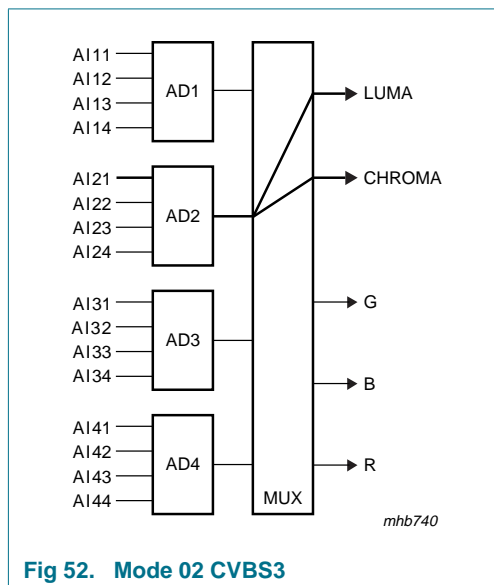 AI11
AI12
AI13
AI14
AD1
LUMA
AI21
AI22
AI23
AI24
AD2
CHROMA
AI31
AI32
AI33
AI34
AD3
G
B
AI41
AI42
AI43
AI44
AD4
R
MUX
mhb740
Fig 52. Mode 02 CVBS3